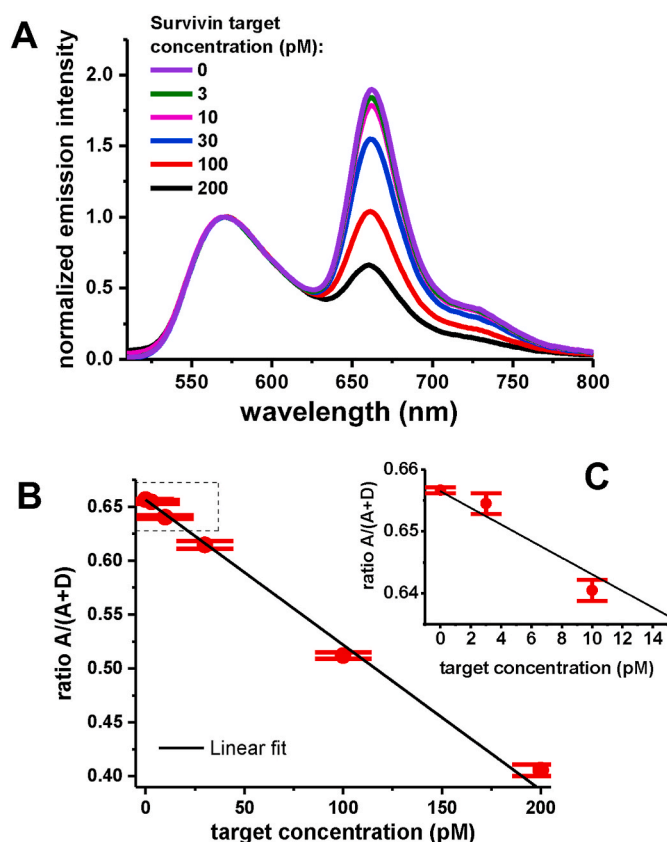 A
Survivin target
concentration (pM):
0
3
10
30
100
200
normalized emission intensity
2.0
1.5
1.0
0.5
0.0
550 600 650 700 750 800
wavelength (nm)
B
ratio A/(A+D)
0.65
0.60
0.55
0.50
0.45
0.40
Linear fit
0 50 100 150 200
target concentration (pM)
C
ratio A/(A+D)
0.66
0.65
0.64
0 2 4 6 8 10 12 14
target concentration (pM)